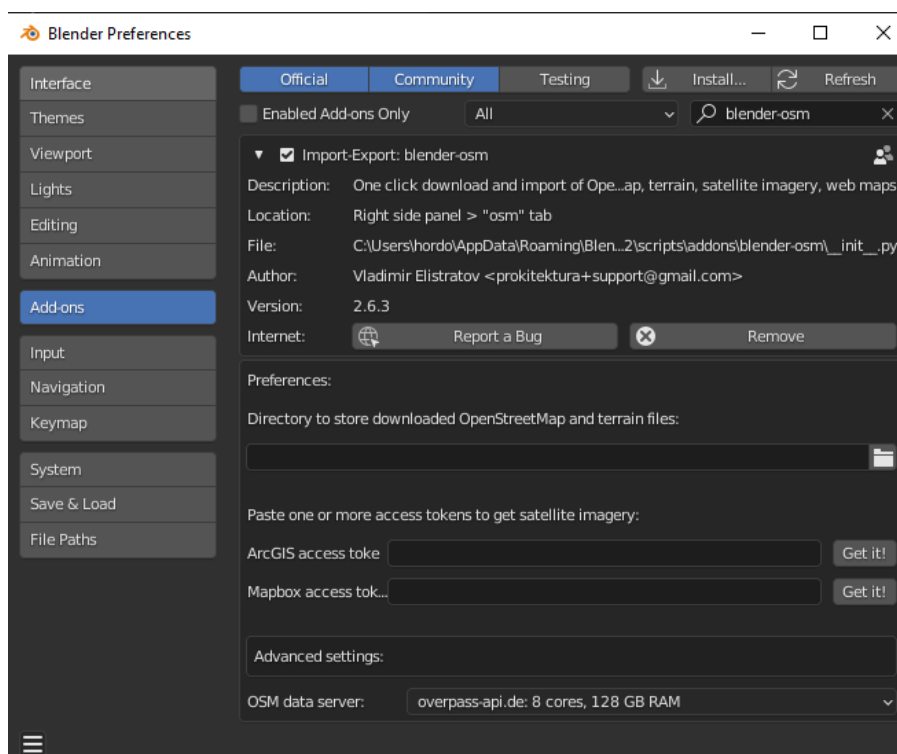 Blender Preferences
Interface
Themes
Viewport
Lights
Editing
Animation
Add-ons
Input
Navigation
Keymap
System
Save & Load
File Paths
Official Community Testing Install... Refresh
Enabled Add-ons Only All blender-osm
Import-Export: blender-osm
Description: One click download and import of Ope...ap, terrain, satellite imagery, web maps
Location: Right side panel > "osm" tab
File: C:\Users\hordo\AppData\Roaming\Blen...2\scripts\addons\blender-osm\__init__.py
Author: Vladimir Elistratov <prokitektura+support@gmail.com>
Version: 2.6.3
Internet: Report a Bug Remove
Preferences:
Directory to store downloaded OpenStreetMap and terrain files:
Paste one or more access tokens to get satellite imagery:
ArcGIS access toke Get it!
Mapbox access tok... Get it!
Advanced settings:
OSM data server: overpass-api.de: 8 cores, 128 GB RAM